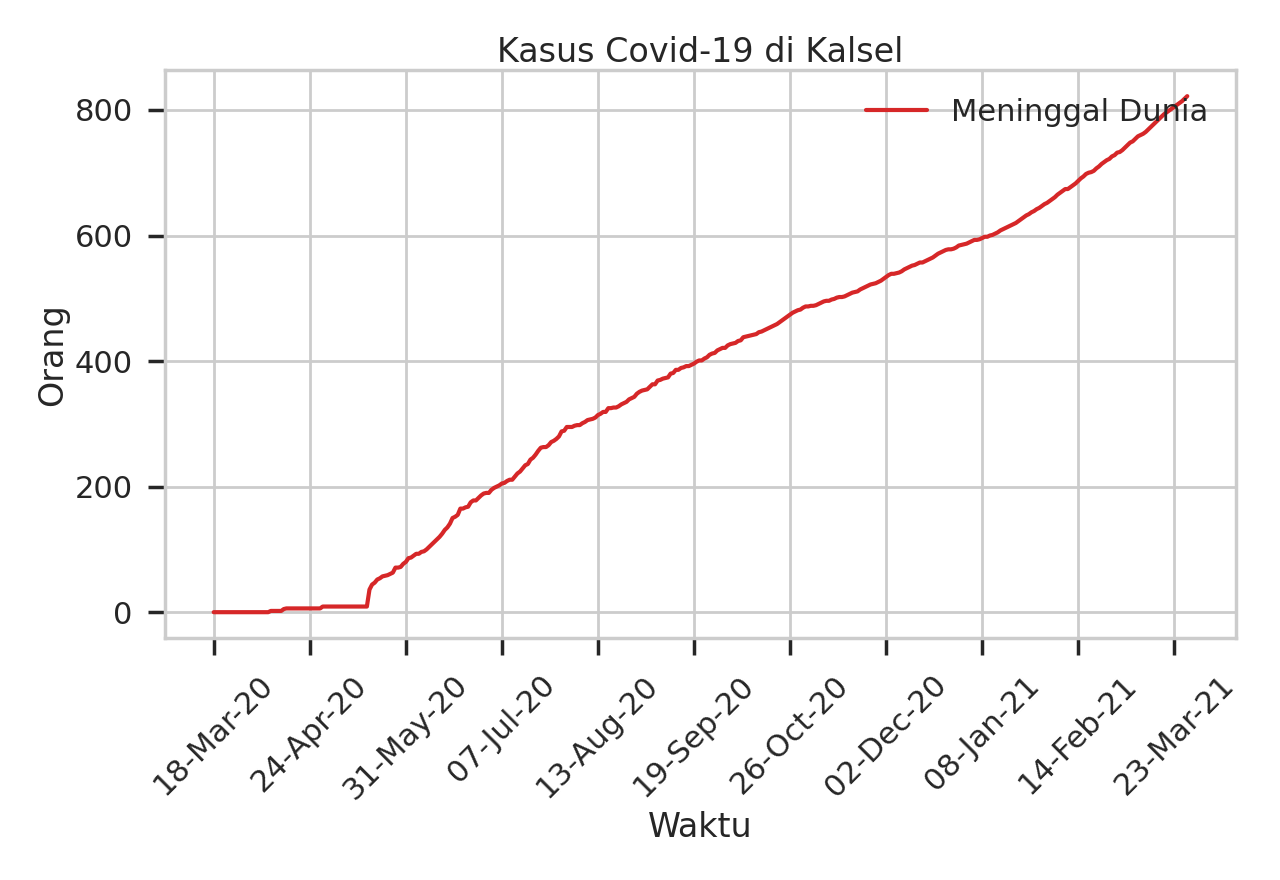 Kasus Covid-19 di Kalsel
Meninggal Dunia
800
600
400
200
0
Orang
18-Mar-20
24-Apr-20
31-May-20
07-Jul-20
13-Aug-20
19-Sep-20
26-Oct-20
02-Dec-20
08-Jan-21
14-Feb-21
23-Mar-21
Waktu